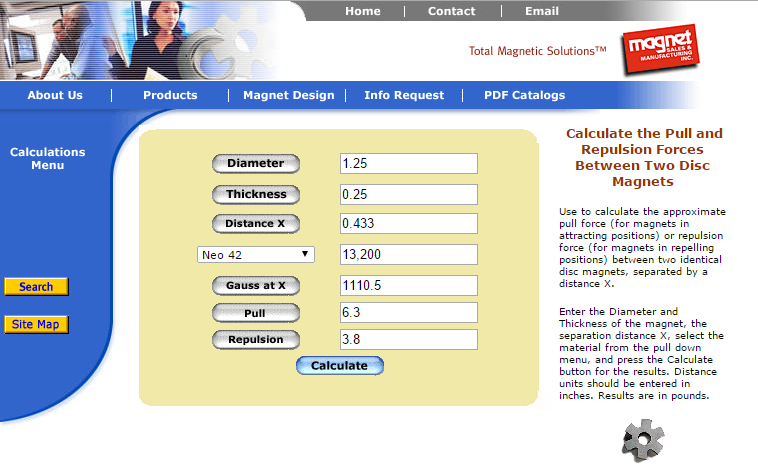 Home
Contact
Email
Total Magnetic Solutions™
magnet
SALES &
MANUFACTURING
INC.
About Us
Products
Magnet Design
Info Request
PDF Catalogs
Calculations
Menu
Search
Site Map
Diameter 1.25
Thickness 0.25
Distance X 0.433
Neo 42 13,200
Gauss at X 1110.5
Pull 6.3
Repulsion 3.8
Calculate
Calculate the Pull and
Repulsion Forces
Between Two Disc
Magnets
Use to calculate the approximate
pull force (for magnets in
attracting positions) or repulsion
force (for magnets in repelling
positions) between two identical
disc magnets, separated by a
distance X.
Enter the Diameter and
Thickness of the magnet, the
separation distance X, select the
material from the pull down
menu, and press the Calculate
button for the results. Distance
units should be entered in
inches. Results are in pounds.